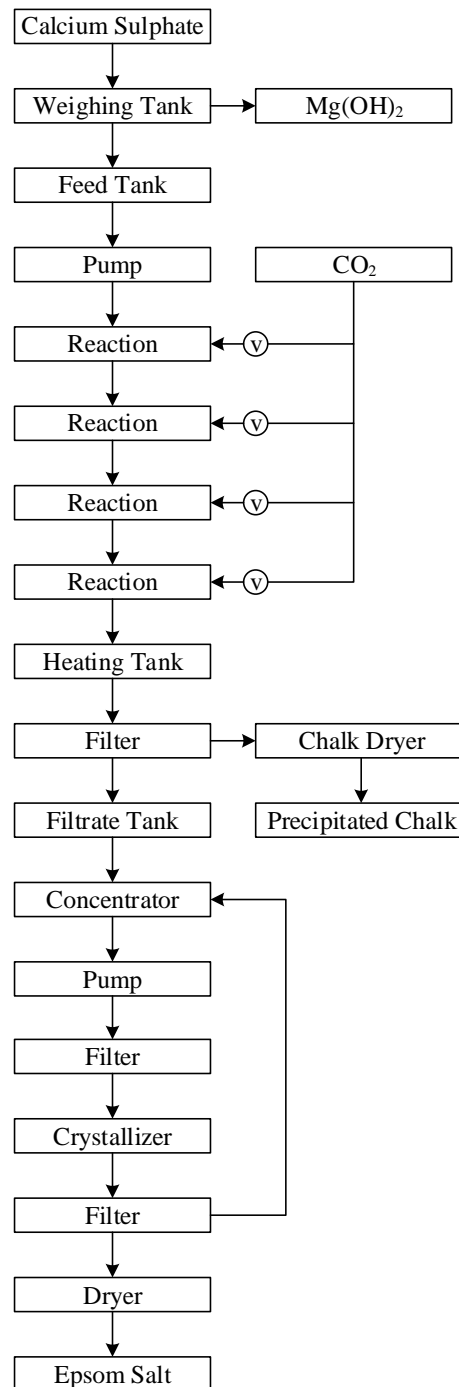 Calcium Sulphate
Weighing Tank
Mg(OH)₂
Feed Tank
Pump
CO₂
Reaction
v
Reaction
v
Reaction
v
Reaction
v
Heating Tank
Filter
Chalk Dryer
Filtrate Tank
Precipitated Chalk
Concentrator
Pump
Filter
Crystallizer
Filter
Dryer
Epsom Salt